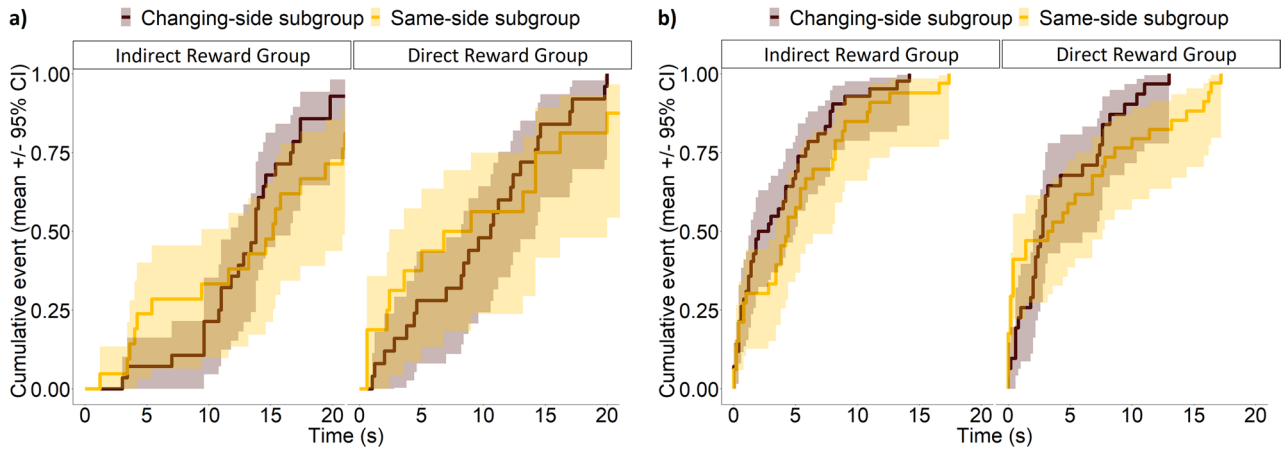 a)
Changing-side subgroup Same-side subgroup
Indirect Reward Group Direct Reward Group
Cumulative event (mean +/- 95% CI)
1.00
0.75
0.50
0.25
0.00
0 5 10 15 20 0 5 10 15 20
Time (s)
b)
Changing-side subgroup Same-side subgroup
Indirect Reward Group Direct Reward Group
Cumulative event (mean +/- 95% CI)
1.00
0.75
0.50
0.25
0.00
0 5 10 15 20 0 5 10 15 20
Time (s)